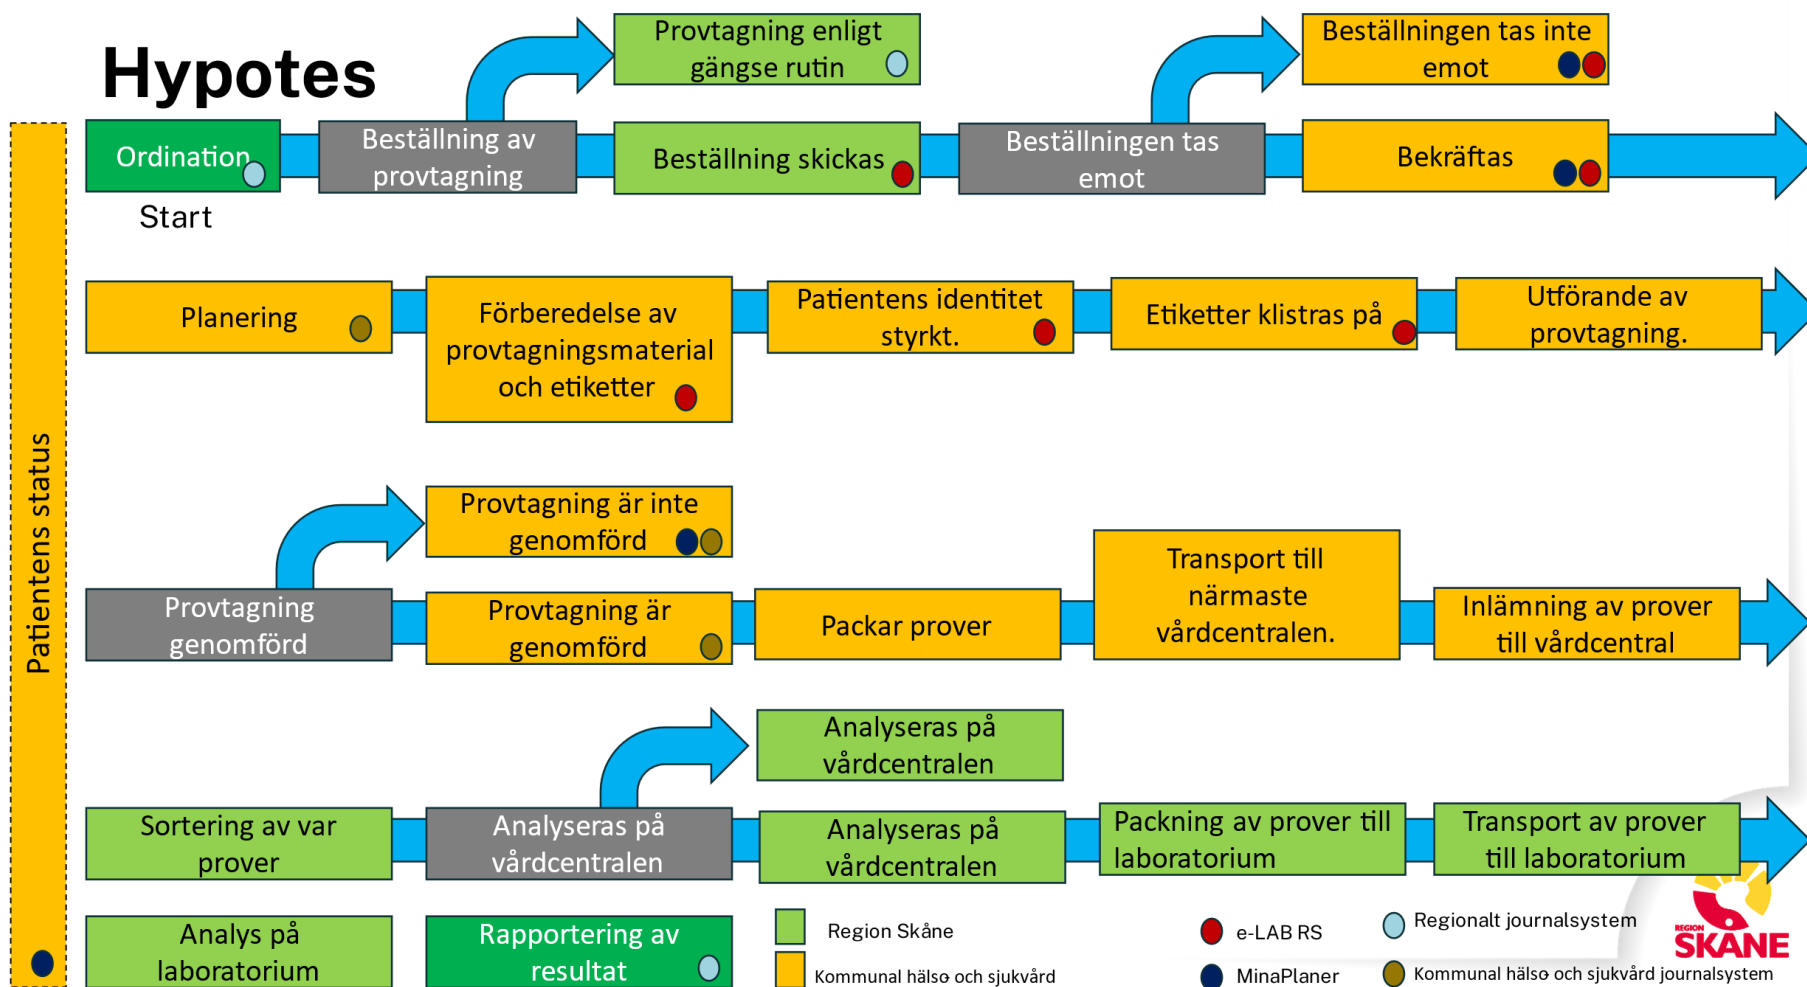 Hypotes
Provtagning enligt
gängse rutin
Beställningen tas inte
emot
Ordination
Beställning av
provtagning
Beställning skickas
Beställningen tas
emot
Bekräftas
Start
Patientens status
Planering
Förberedelse av
provtagningsmaterial
och etiketter
Patientens identitet
styrkt.
Etiketter klistras på
Utförande av
provtagning.
Provtagning är inte
genomförd
Provtagning
genomförd
Provtagning är
genomförd
Packar prover
Transport till
närmaste
vårdcentralen.
Inlämning av prover
till vårdcentral
Analyseras på
vårdcentralen
Sortering av var
prover
Analyseras på
vårdcentralen
Analyseras på
vårdcentralen
Packning av prover till
laboratorium
Transport av prover
till laboratorium
Analys på
laboratorium
Rapportering av
resultat
Region Skåne
Kommunal hälso- och sjukvård
e-LAB RS
MinaPlaner
Regionalt journalsystem
Kommunal hälso- och sjukvård journalsystem
REGION
SKÅNE